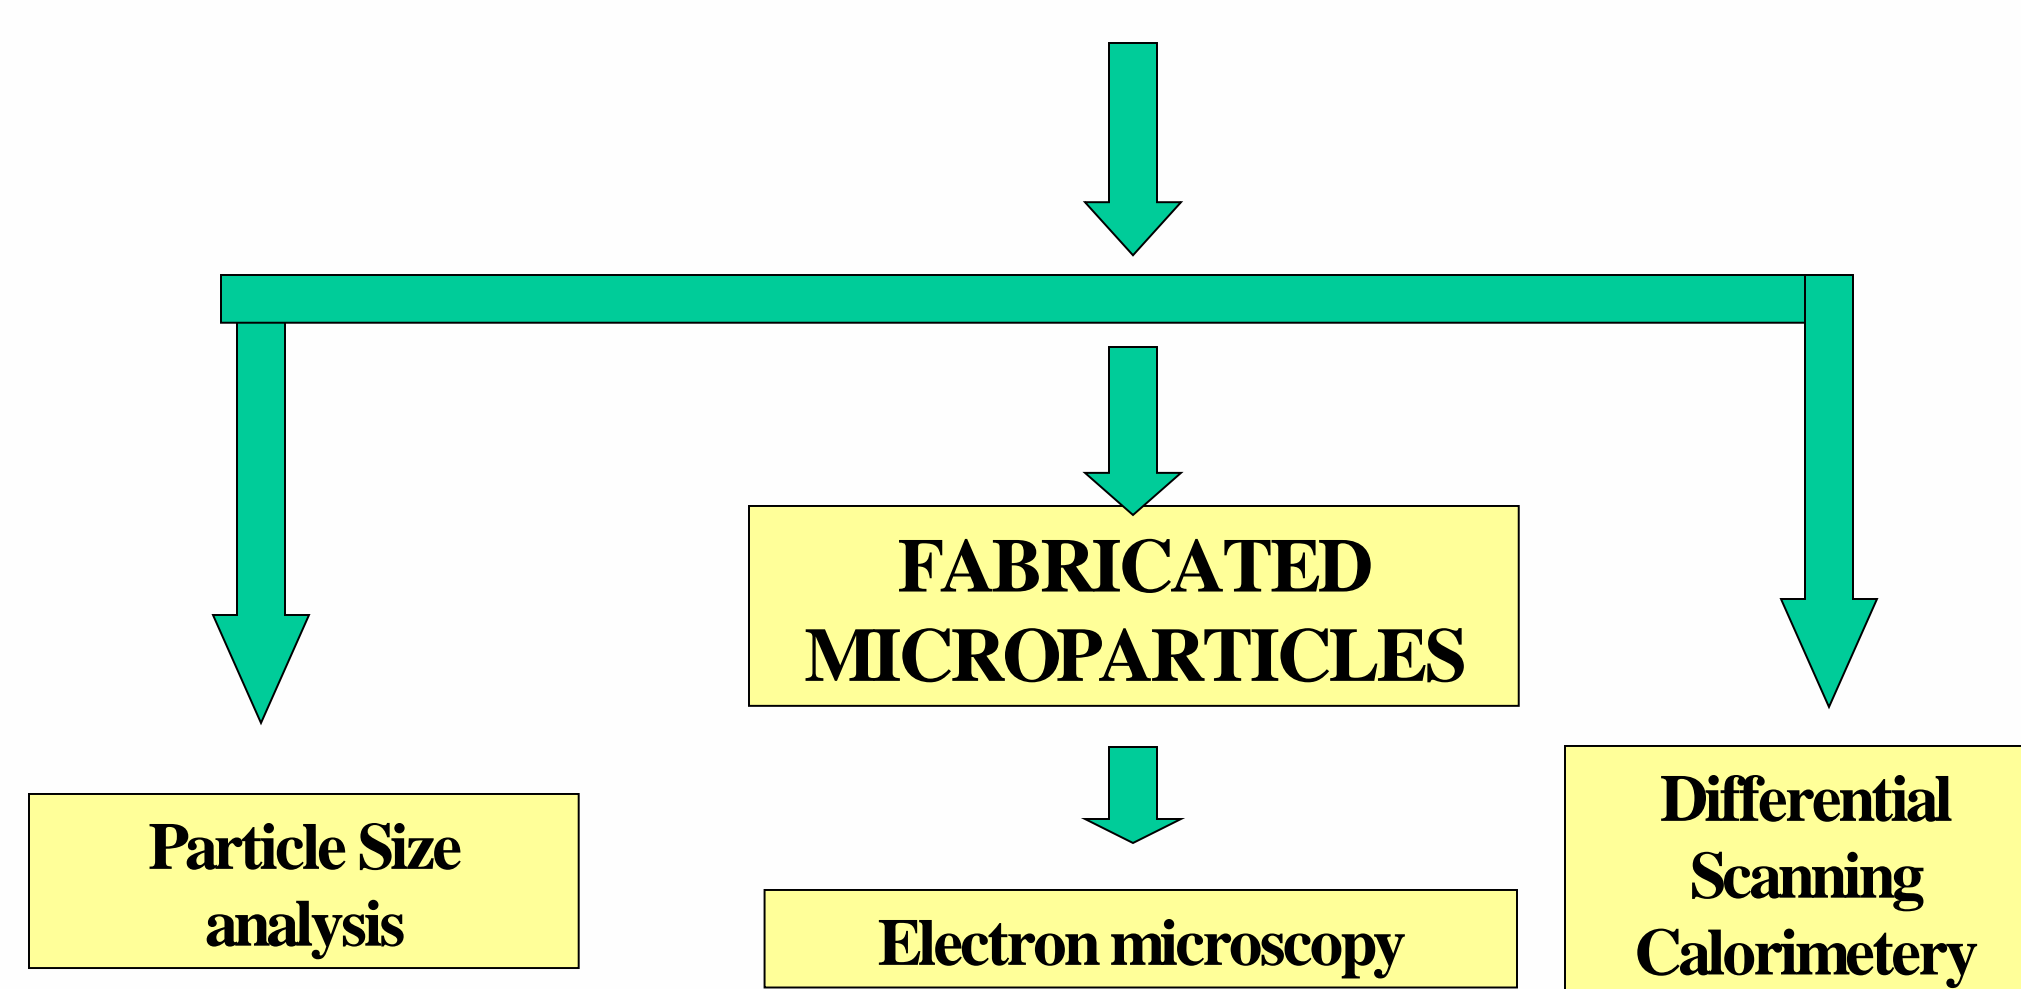 FABRICATED
MICROPARTICLES
Particle Size
analysis
Electron microscopy
Differential
Scanning
Calorimetery